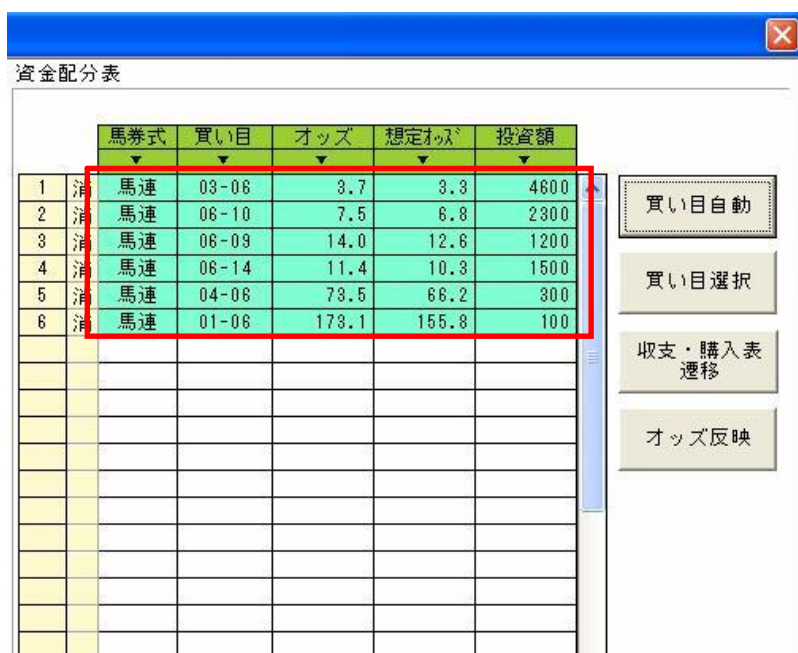 資金配分表
馬券式 買い目 オッズ 想定ｵｯｽﾞ 投資額
▼ ▼ ▼ ▼ ▼
1 消 馬連 03-06 3.7 3.3 4600
2 消 馬連 06-10 7.5 6.8 2300
3 消 馬連 06-09 14.0 12.6 1200
4 消 馬連 06-14 11.4 10.3 1500
5 消 馬連 04-06 73.5 66.2 300
6 消 馬連 01-06 173.1 155.8 100
買い目自動
買い目選択
収支・購入表
遷移
オッズ反映